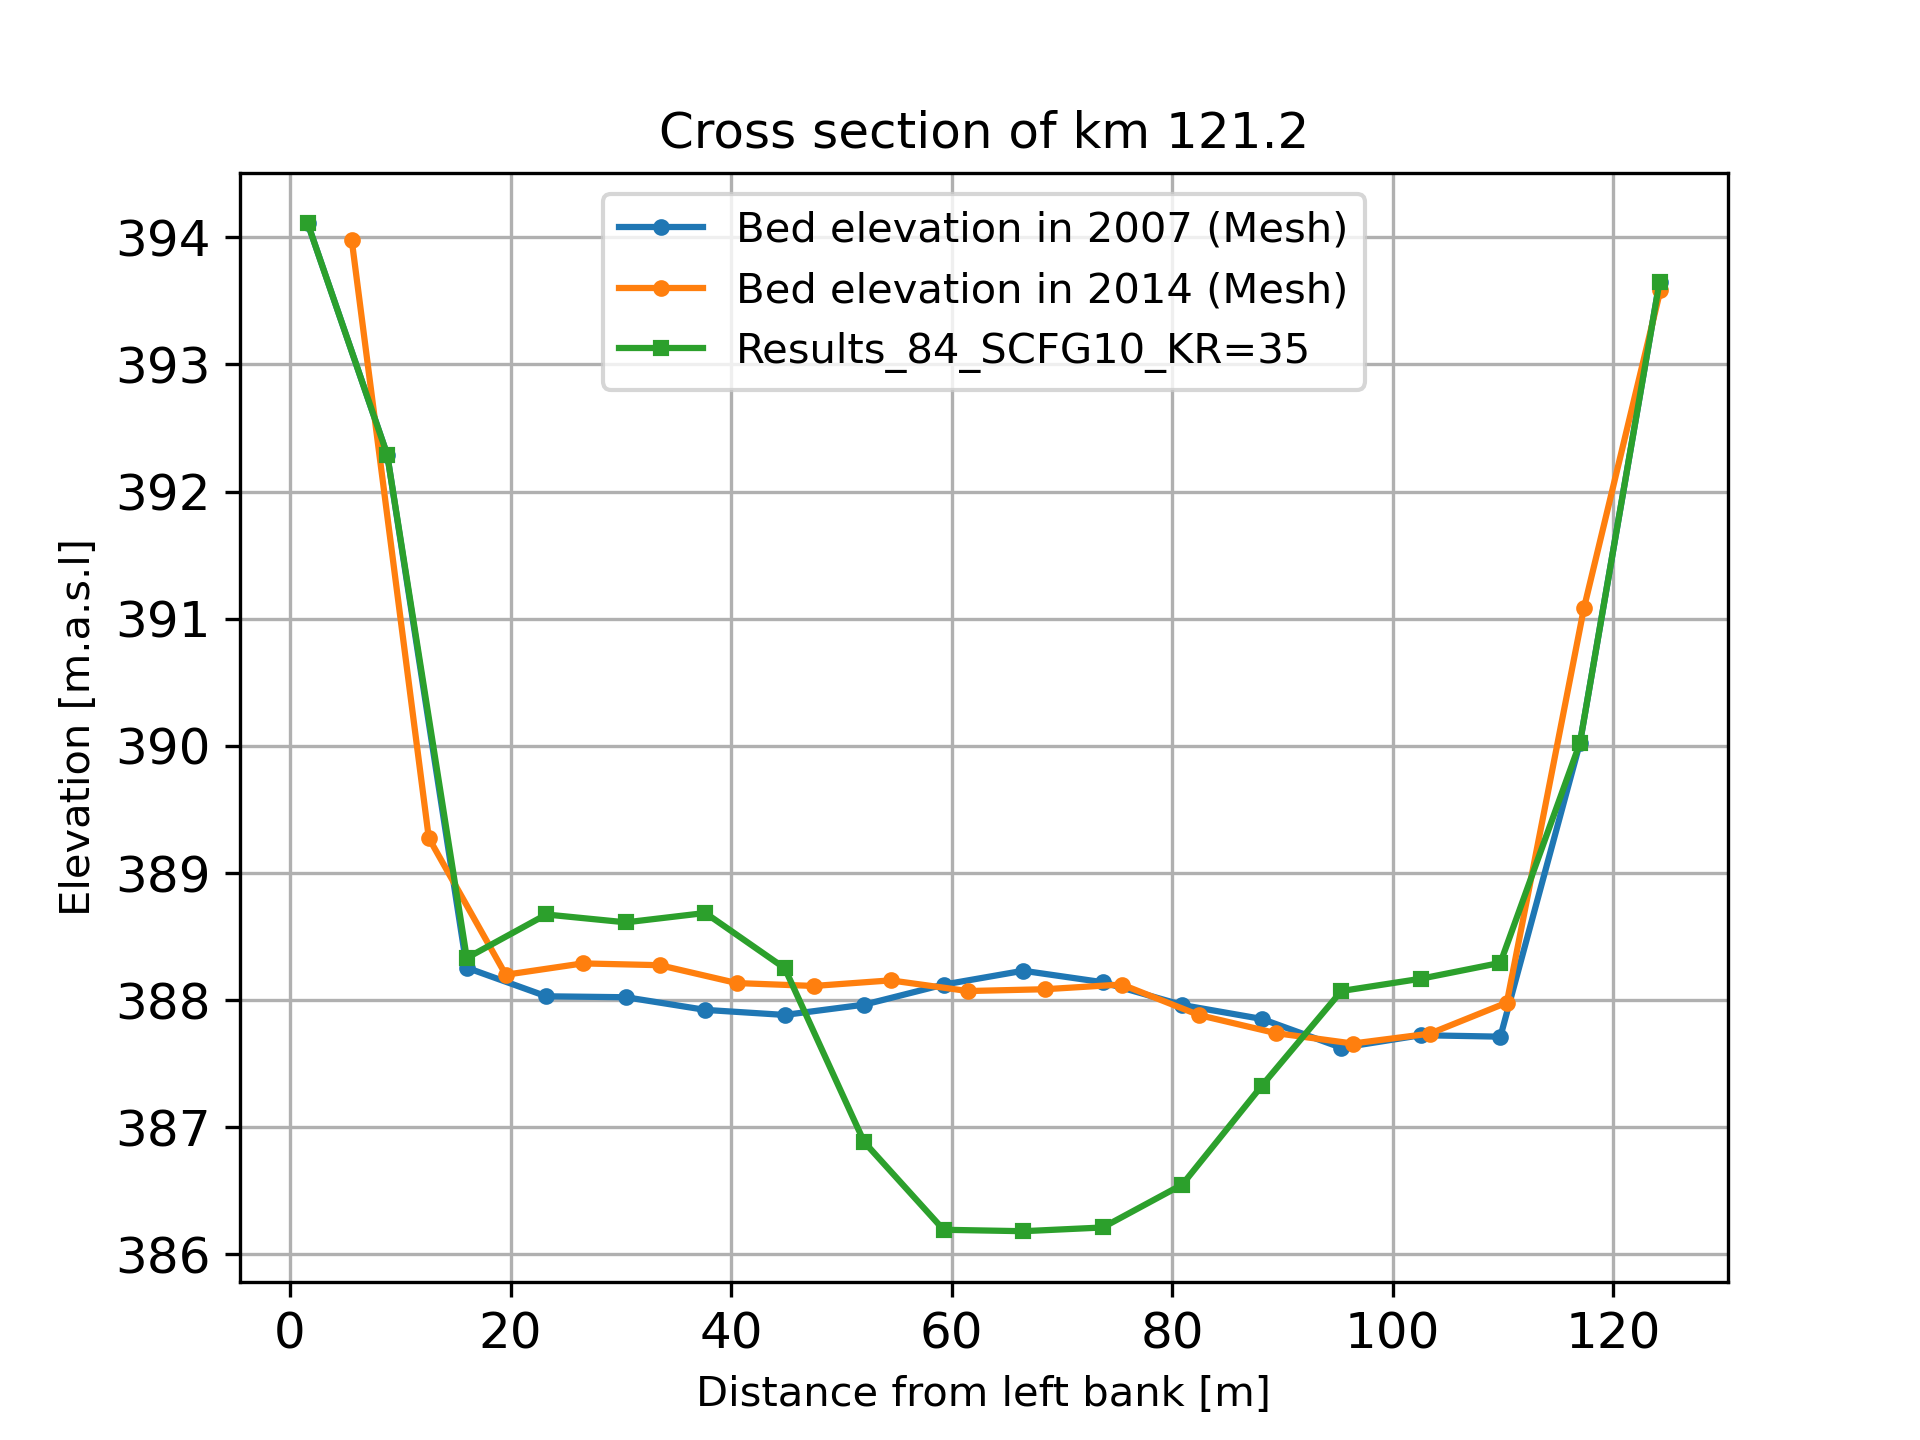 Cross section of km 121.2
Bed elevation in 2007 (Mesh)
Bed elevation in 2014 (Mesh)
Results_84_SCFG10_KR=35
394
393
392
391
390
389
388
387
386
Elevation [m.a.s.l]
0 20 40 60 80 100 120
Distance from left bank [m]